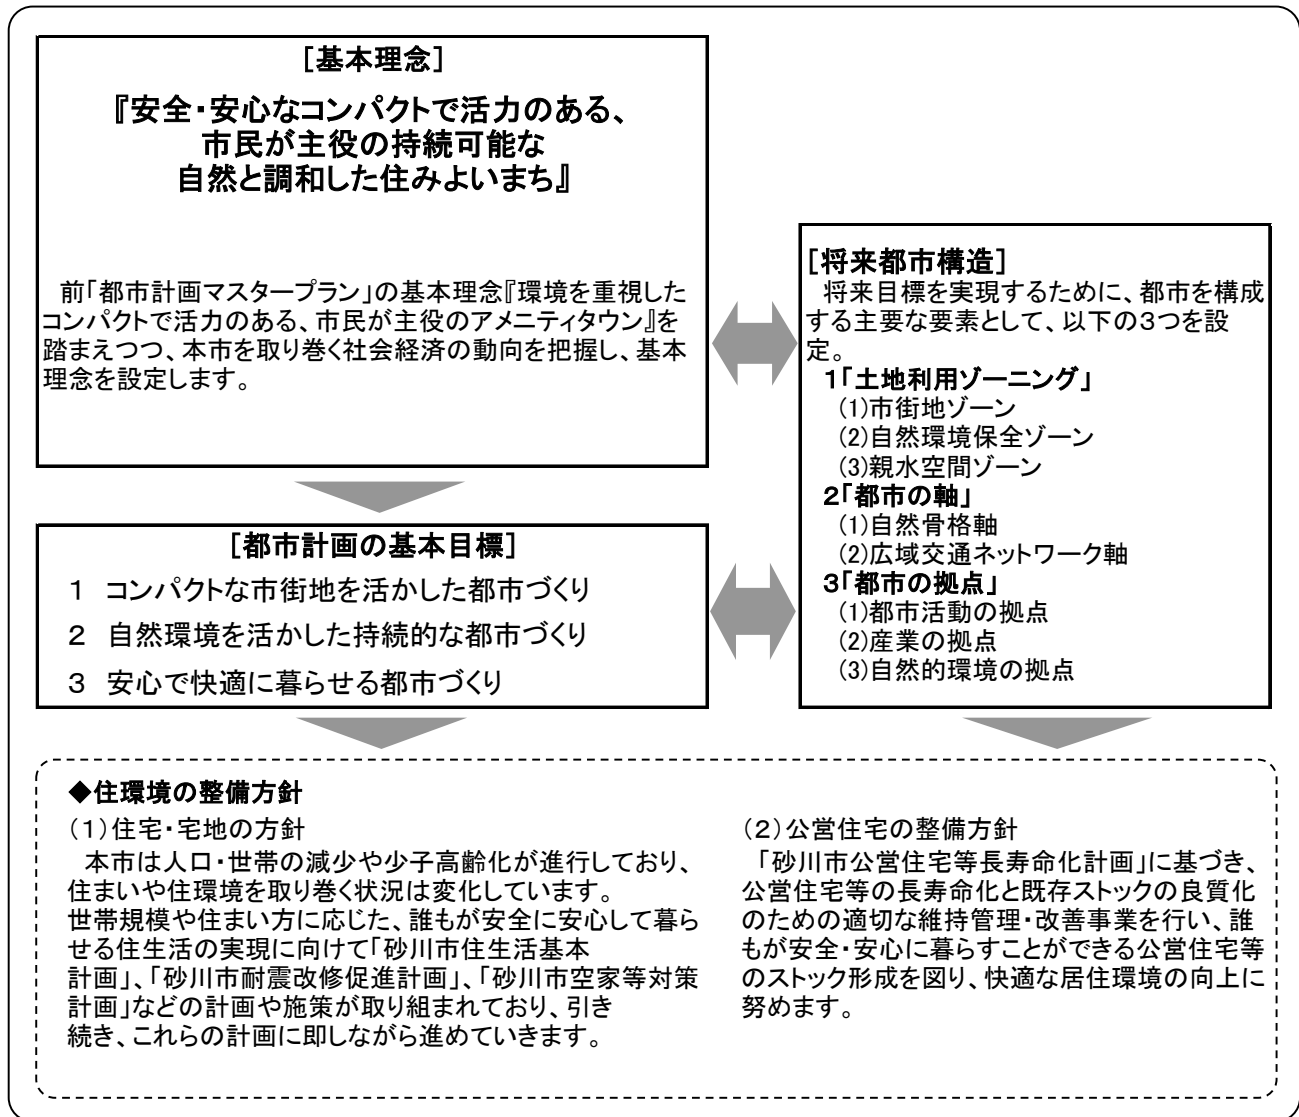 [基本理念]
『安全・安心なコンパクトで活力のある、
市民が主役の持続可能な
自然と調和した住みよいまち』
前「都市計画マスタープラン」の基本理念『環境を重視した
コンパクトで活力のある、市民が主役のアメニティタウン』を
踏まえつつ、本市を取り巻く社会経済の動向を把握し、基本
理念を設定します。
[都市計画の基本目標]
1 コンパクトな市街地を活かした都市づくり
2 自然環境を活かした持続的な都市づくり
3 安心で快適に暮らせる都市づくり
[将来都市構造]
将来目標を実現するために、都市を構成
する主要な要素として、以下の3つを設
定。
1「土地利用ゾーニング」
(1)市街地ゾーン
(2)自然環境保全ゾーン
(3)親水空間ゾーン
2「都市の軸」
(1)自然骨格軸
(2)広域交通ネットワーク軸
3「都市の拠点」
(1)都市活動の拠点
(2)産業の拠点
(3)自然的環境の拠点
◆住環境の整備方針
(1)住宅・宅地の方針
本市は人口・世帯の減少や少子高齢化が進行しており、
住まいや住環境を取り巻く状況は変化しています。
世帯規模や住まい方に応じた、誰もが安全に安心して暮ら
せる住生活の実現に向けて「砂川市住生活基本
計画」、「砂川市耐震改修促進計画」、「砂川市空家等対策
計画」などの計画や施策が取り組まれており、引き
続き、これらの計画に即しながら進めていきます。
(2)公営住宅の整備方針
「砂川市公営住宅等長寿命化計画」に基づき、
公営住宅等の長寿命化と既存ストックの良質化
のための適切な維持管理・改善事業を行い、誰
もが安全・安心に暮らすことができる公営住宅等
のストック形成を図り、快適な居住環境の向上に
努めます。